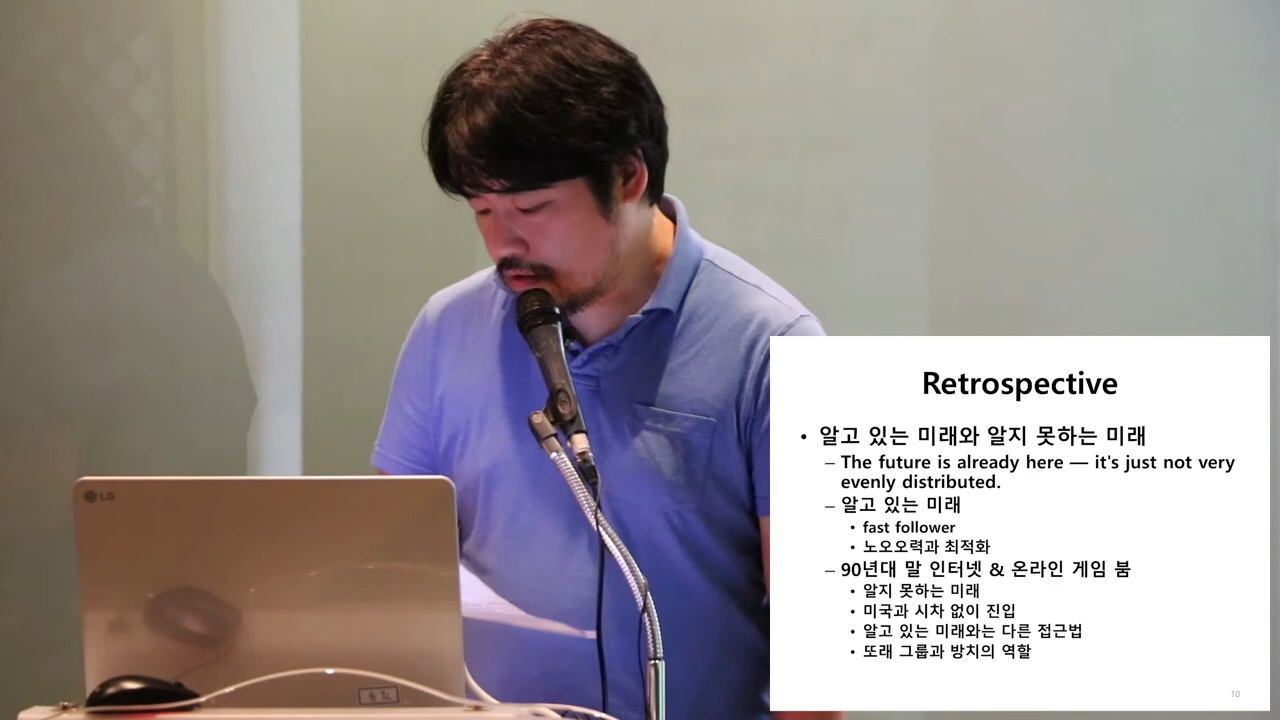 LG
Retrospective
• 알고 있는 미래와 알지 못하는 미래
– The future is already here — it's just not very
evenly distributed.
– 알고 있는 미래
• fast follower
• 노오오력과 최적화
– 90년대 말 인터넷 & 온라인 게임 붐
• 알지 못하는 미래
• 미국과 시차 없이 진입
• 알고 있는 미래와는 다른 접근법
• 또래 그룹과 방치의 역할
10